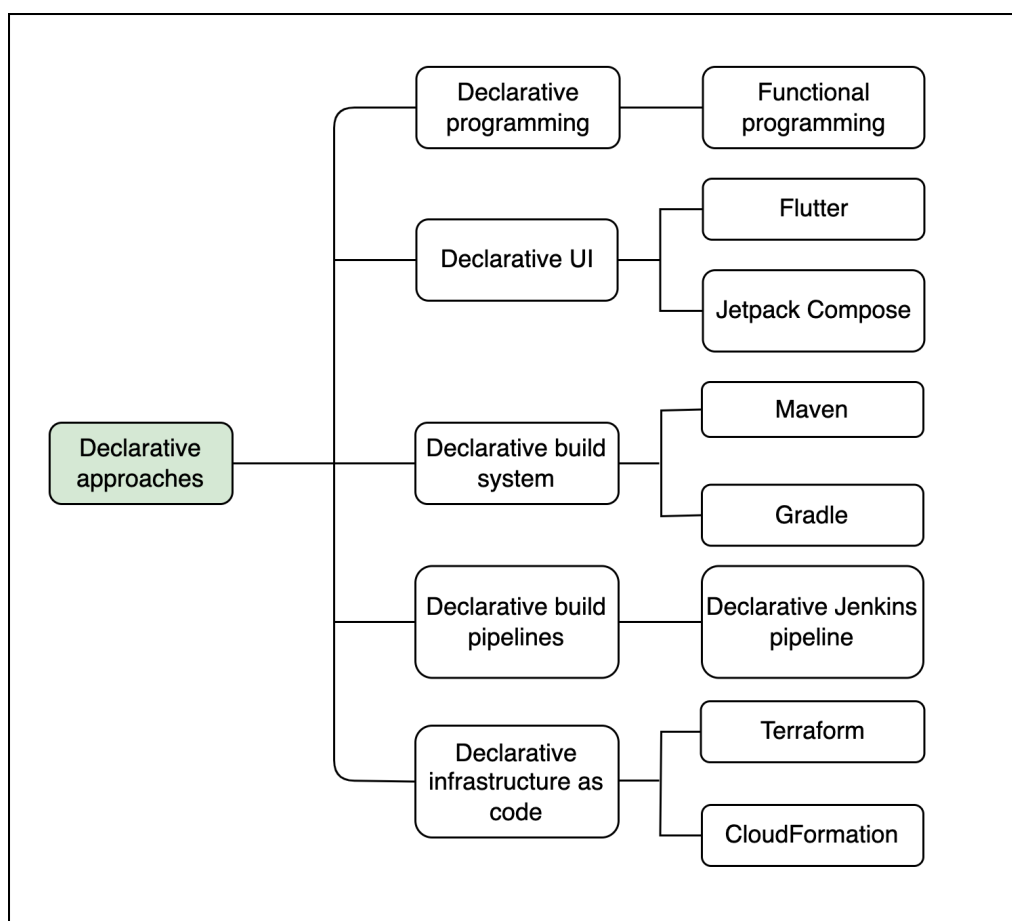 Declarative
approaches
Declarative
programming
Functional
programming
Declarative UI
Flutter
Jetpack Compose
Declarative build
system
Maven
Gradle
Declarative build
pipelines
Declarative Jenkins
pipeline
Declarative
infrastructure as
code
Terraform
CloudFormation